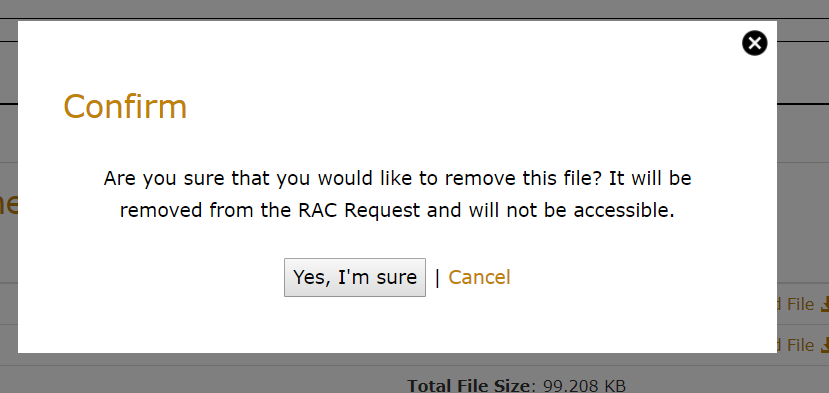 Confirm
Are you sure that you would like to remove this file? It will be
removed from the RAC Request and will not be accessible.
Yes, I'm sure | Cancel
File
File
Total File Size: 99.208 KB